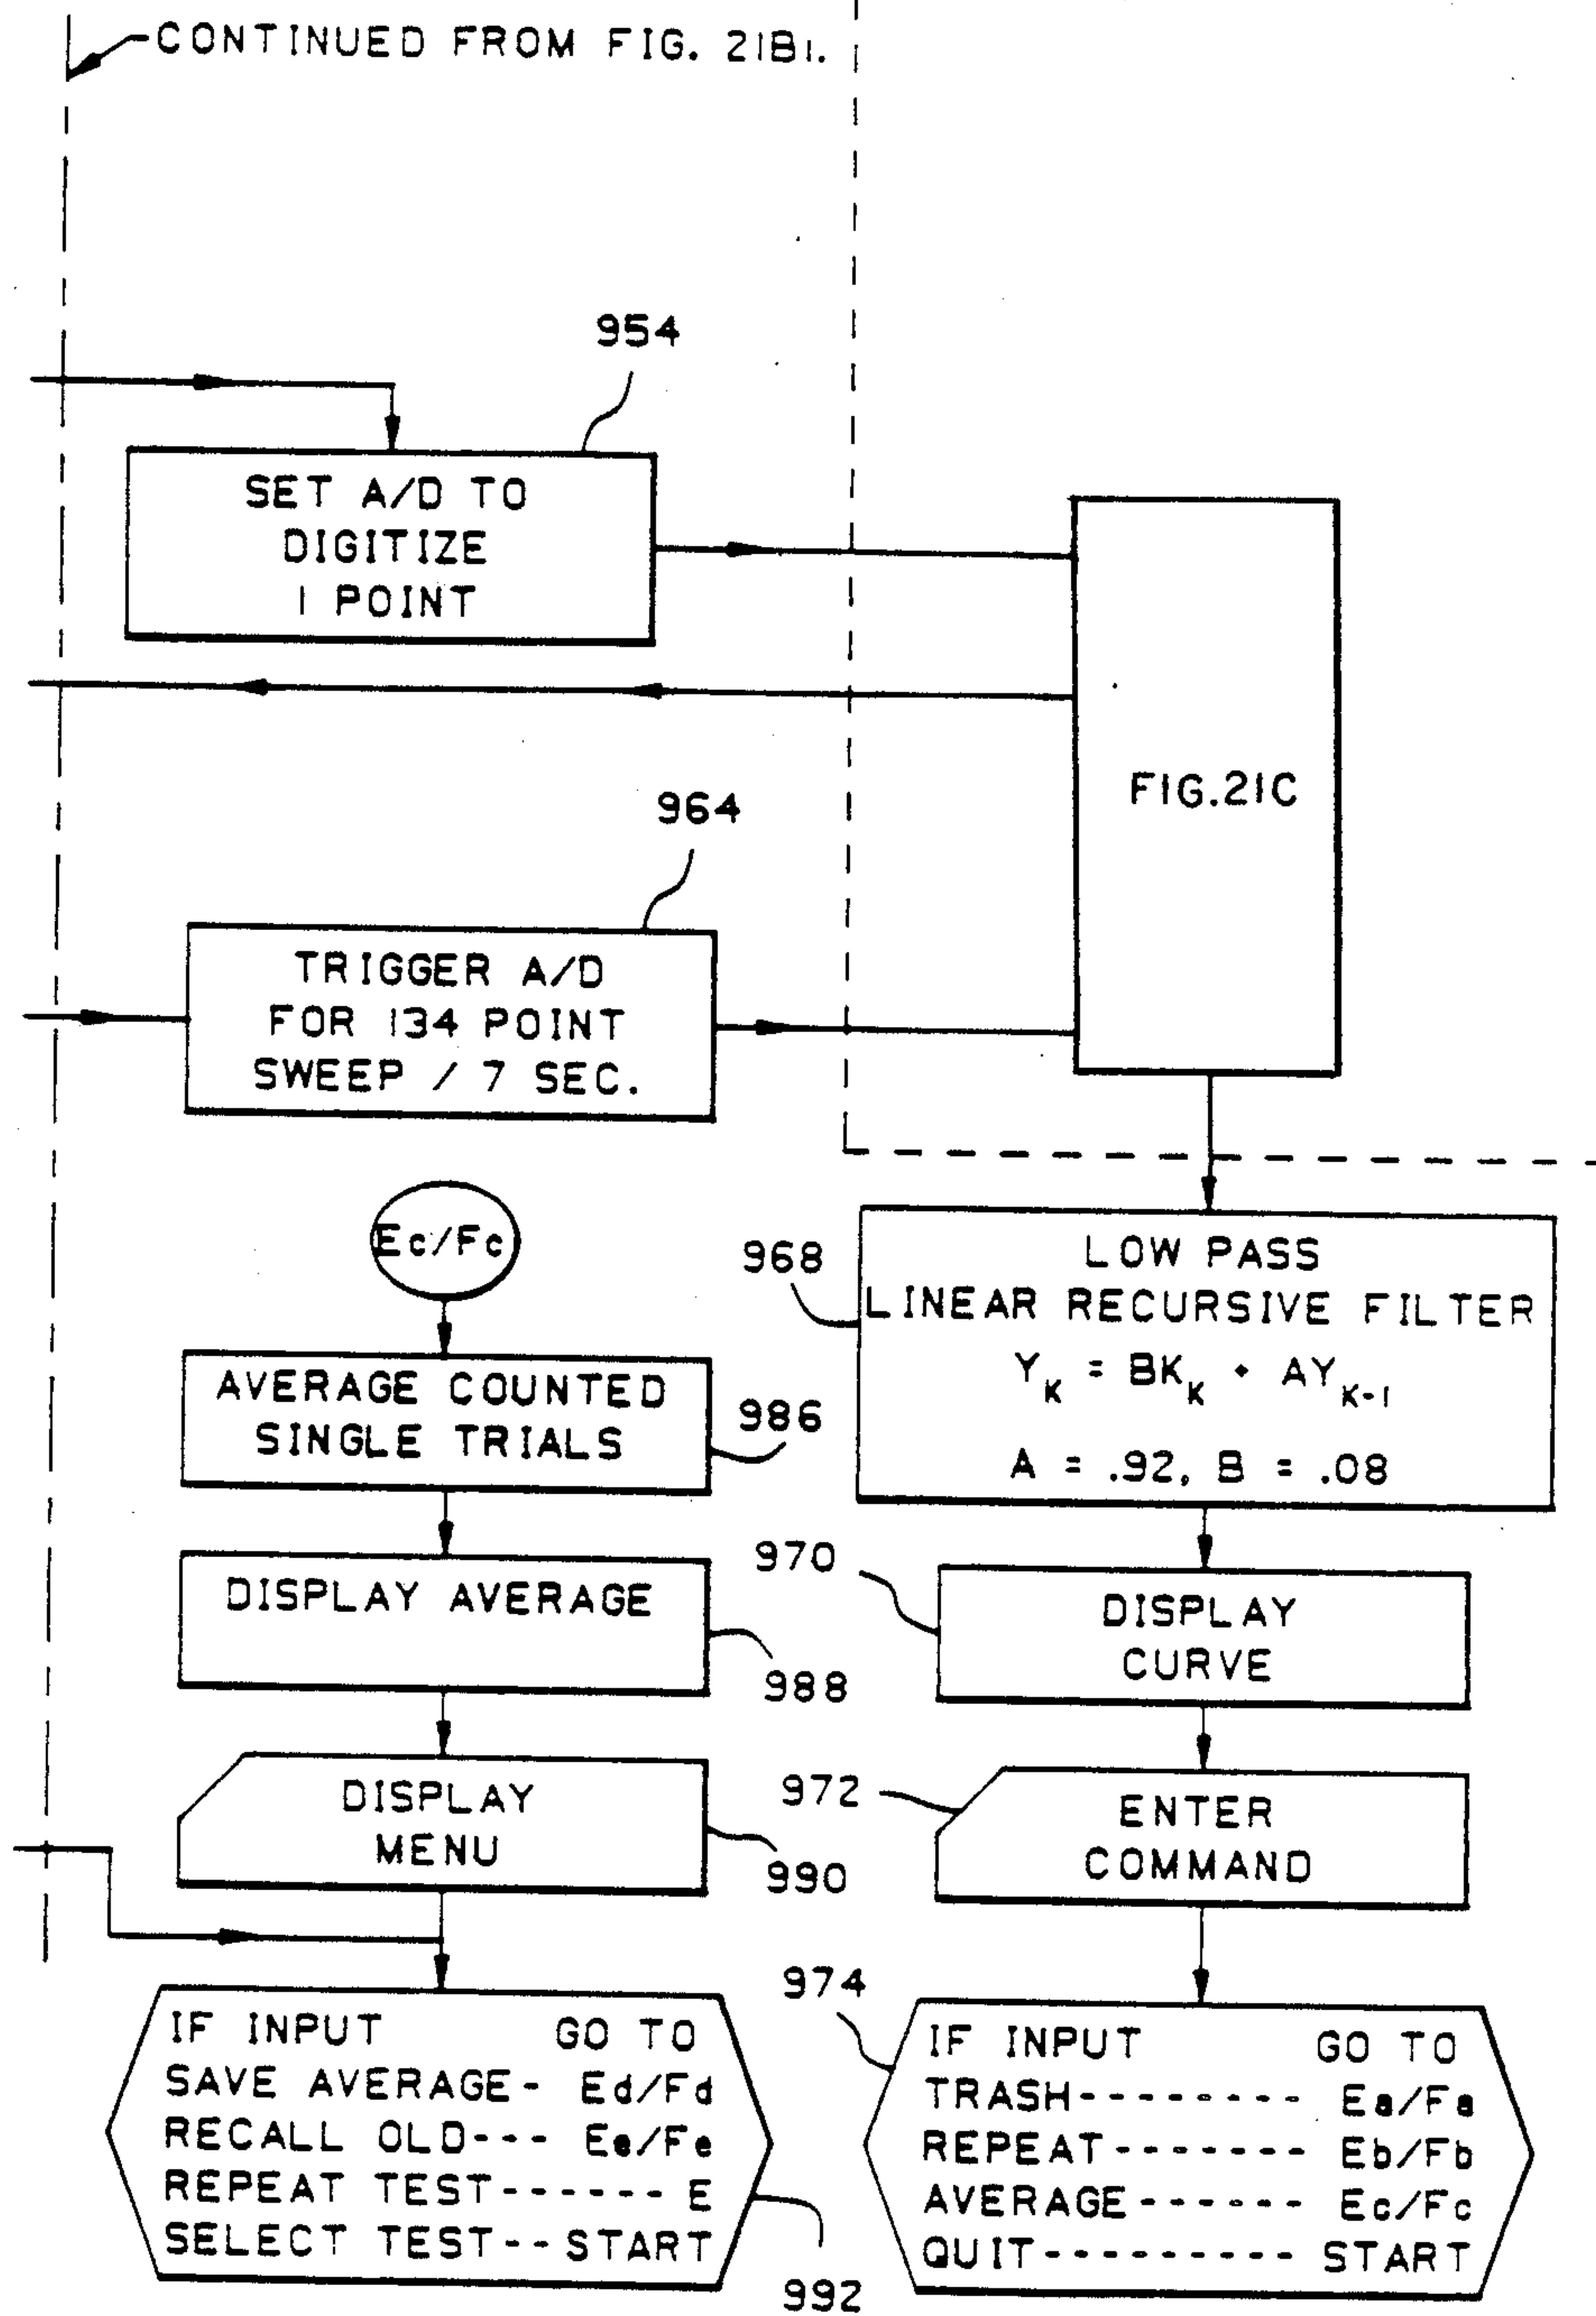 CONTINUED FROM FIG. 21B1.
954
SET A/D TO
DIGITIZE
1 POINT
FIG.21C
964
TRIGGER A/D
FOR 134 POINT
SWEEP / 7 SEC.
Ec/Fc
968
LOW PASS
LINEAR RECURSIVE FILTER
Y_K = BK_K + AY_K-1
A = .92, B = .08
AVERAGE COUNTED
SINGLE TRIALS
986
970
DISPLAY AVERAGE
988
DISPLAY
CURVE
DISPLAY
MENU
990
972
ENTER
COMMAND
974
IF INPUT GO TO
SAVE AVERAGE- Ed/Fd
RECALL OLD--- Ee/Fe
REPEAT TEST------ E
SELECT TEST--START
992
IF INPUT GO TO
TRASH-------- Ea/Fa
REPEAT------- Eb/Fb
AVERAGE------ Ec/Fc
QUIT--------- START